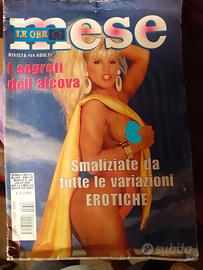 LE ORE
mese
RIVISTA PER ADULTI
I segreti
dell'alcova
Smaliziate da
tutte le variazioni
EROTICHE
subito